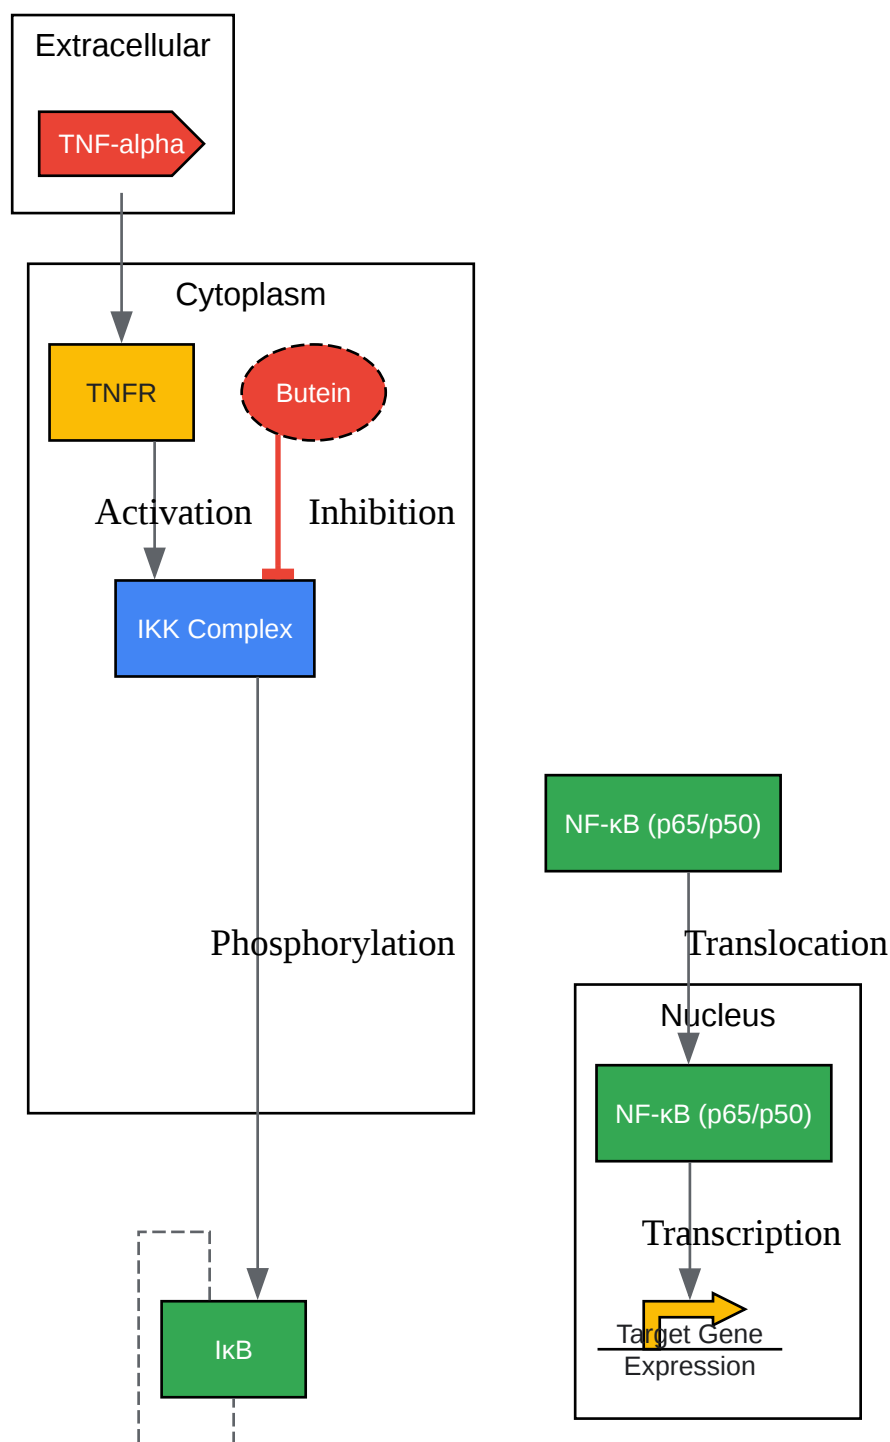 Extracellular
TNF-alpha
Cytoplasm
TNFR
Butein
Activation
Inhibition
IKK Complex
NF-κB (p65/p50)
Phosphorylation
Translocation
Nucleus
NF-κB (p65/p50)
Transcription
IκB
Target Gene
Expression